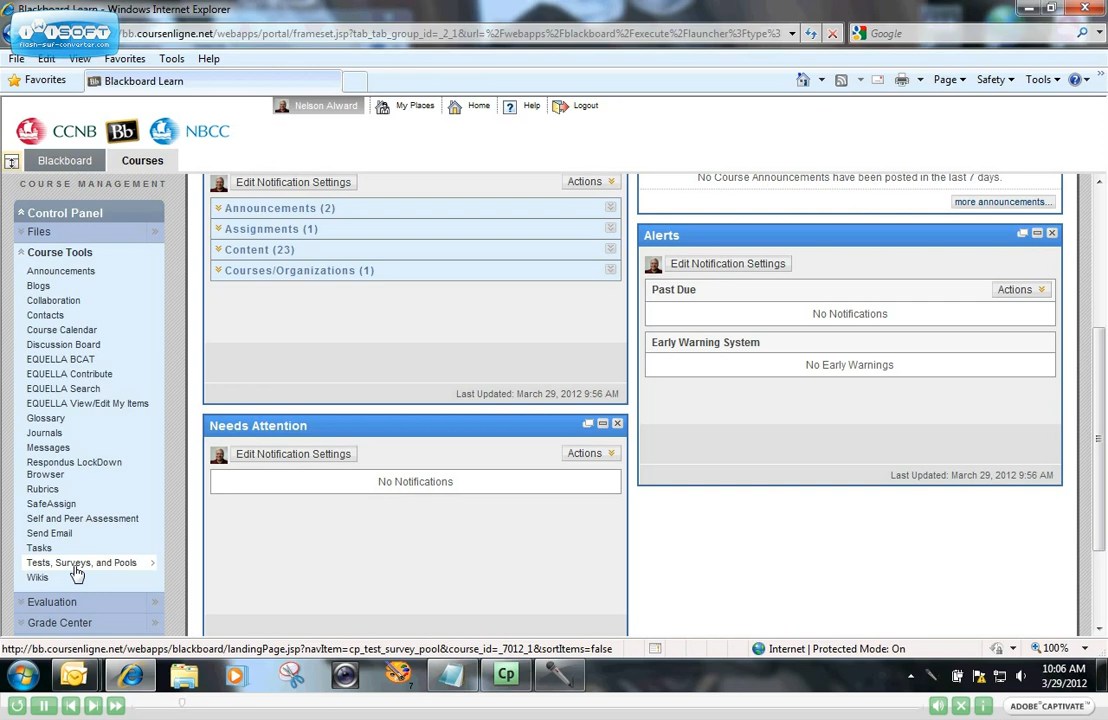 Blackboard Learn - Windows Internet Explorer
iWiSOFT
flash-swf-converter.com
bb.coursenligne.net/webapps/portal/frameset.jsp?tab_tab_group_id=_2_1&url=%2Fwebapps%2Fblackboard%2Fexecute%2Flauncher%3Ftype%3
Google
File Edit View Favorites Tools Help
Favorites Blackboard Learn Page Safety Tools
Nelson Alward My Places Home Help Logout
CCNB Bb NBCC
Blackboard Courses
COURSE MANAGEMENT
Control Panel
Files
Course Tools
Announcements
Blogs
Collaboration
Contacts
Course Calendar
Discussion Board
EQUELLA BCAT
EQUELLA Contribute
EQUELLA Search
EQUELLA View/Edit My Items
Glossary
Journals
Messages
Respondus LockDown
Browser
Rubrics
SafeAssign
Self and Peer Assessment
Send Email
Tasks
Tests, Surveys, and Pools
Wikis
Evaluation
Grade Center
Edit Notification Settings Actions
Announcements (2)
Assignments (1)
Content (23)
Courses/Organizations (1)
Last Updated: March 29, 2012 9:56 AM
Needs Attention
Edit Notification Settings Actions
No Notifications
No Course Announcements have been posted in the last 7 days.
more announcements...
Alerts
Edit Notification Settings
Past Due Actions
No Notifications
Early Warning System
No Early Warnings
Last Updated: March 29, 2012 9:56 AM
http://bb.coursenligne.net/webapps/blackboard/landingPage.jsp?navItem=cp_test_survey_pool&course_id=_7012_1&sortItems=false
Internet | Protected Mode: On
100%
7
Cp
10:06 AM
3/29/2012
ADOBE CAPTIVATE